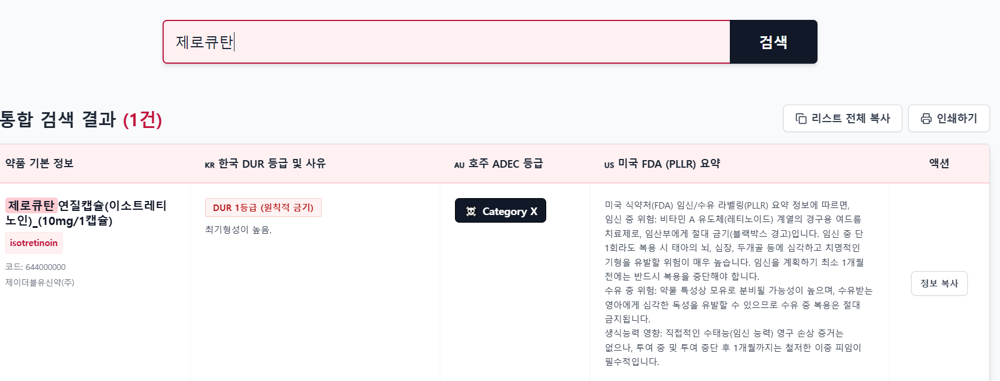 제로큐탄
검색
통합 검색 결과 (1건)
리스트 전체 복사
인쇄하기
약품 기본 정보
KR 한국 DUR 등급 및 사유
AU 호주 ADEC 등급
US 미국 FDA (PLLR) 요약
액션
제로큐탄연질캡슐(이소트레티
노인)_(10mg/1캡슐)
isotretinoin
코드: 644000000
제이더블유신약(주)
DUR 1등급 (원칙적 금기)
최기형성이 높음.
Category X
미국 식약처(FDA) 임신/수유 라벨링(PLLR) 요약 정보에 따르면,
임신 중 위험: 비타민 A 유도체(레티노이드) 계열의 경구용 여드름
치료제로, 임산부에게 절대 금기(블랙박스 경고)입니다. 임신 중 단
1회라도 복용 시 태아의 뇌, 심장, 두개골 등에 심각하고 치명적인
기형을 유발할 위험이 매우 높습니다. 임신을 계획하기 최소 1개월
전에는 반드시 복용을 중단해야 합니다.
수유 중 위험: 약물 특성상 모유로 분비될 가능성이 높으며, 수유받는
영아에게 심각한 독성을 유발할 수 있으므로 수유 중 복용은 절대
금지됩니다.
생식능력 영향: 직접적인 수태능(임신 능력) 영구 손상 증거는
없으나, 투여 중 및 투여 중단 후 1개월까지는 철저한 이중 피임이
필수적입니다.
정보 복사